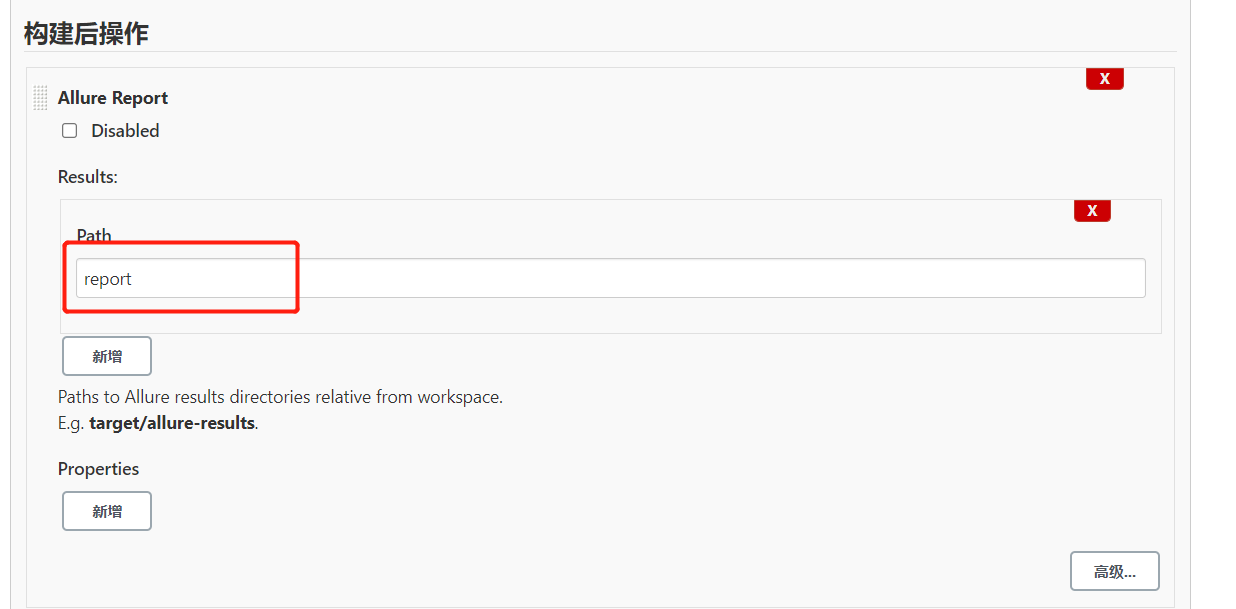 构建后操作
X
Allure Report
Disabled
Results:
X
Path
report
新增
Paths to Allure results directories relative from workspace.
E.g. target/allure-results.
Properties
新增
高级...